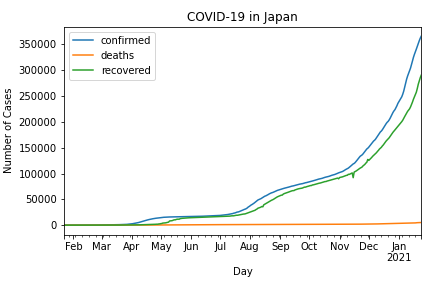 COVID-19 in Japan
confirmed
deaths
recovered
Number of Cases
350000
300000
250000
200000
150000
100000
50000
0
Feb Mar Apr May Jun Jul Aug Sep Oct Nov Dec Jan
2021
Day